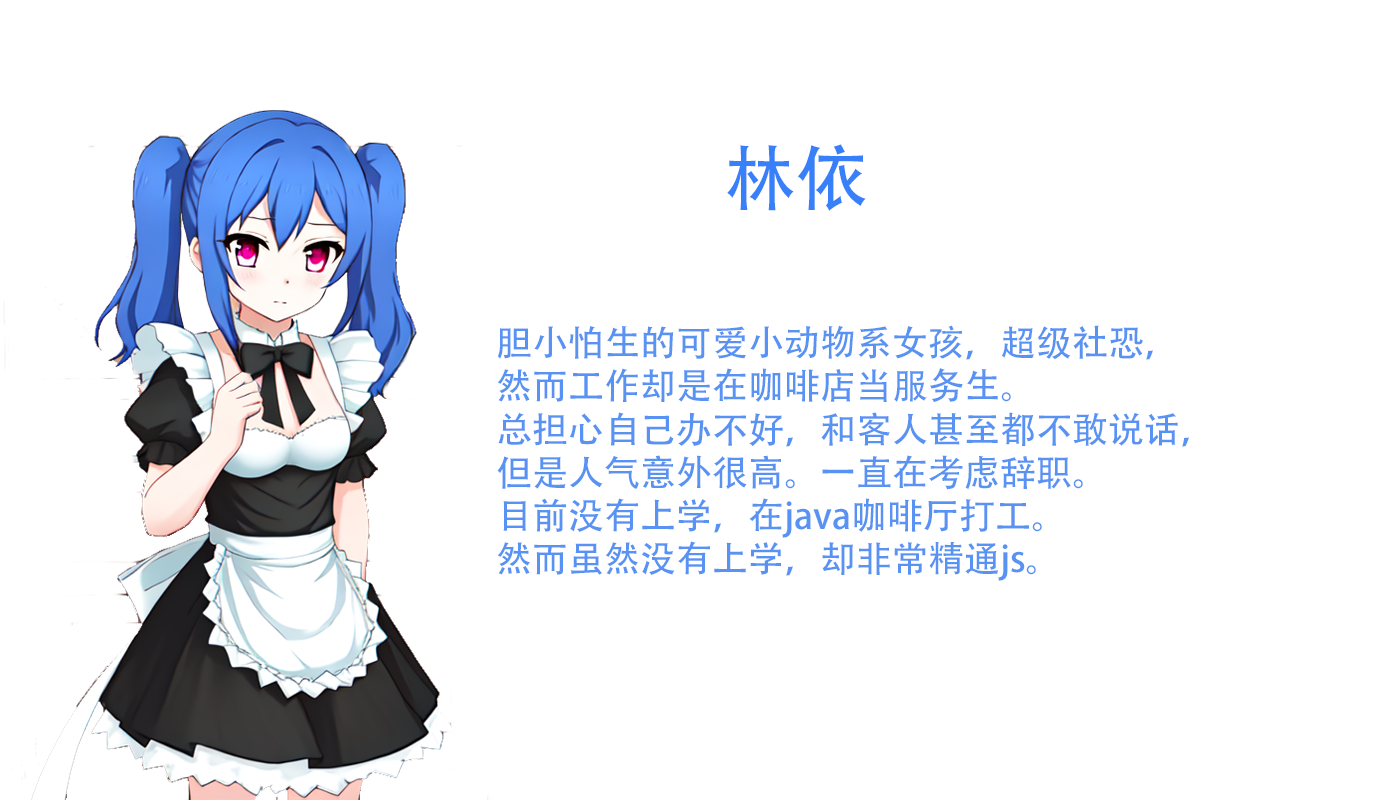 林依
胆小怕生的可爱小动物系女孩，超级社恐，
然而工作却是在咖啡店当服务生。
总担心自己办不好，和客人甚至都不敢说话，
但是人气意外很高。一直在考虑辞职。
目前没有上学，在java咖啡厅打工。
然而虽然没有上学，却非常精通js。